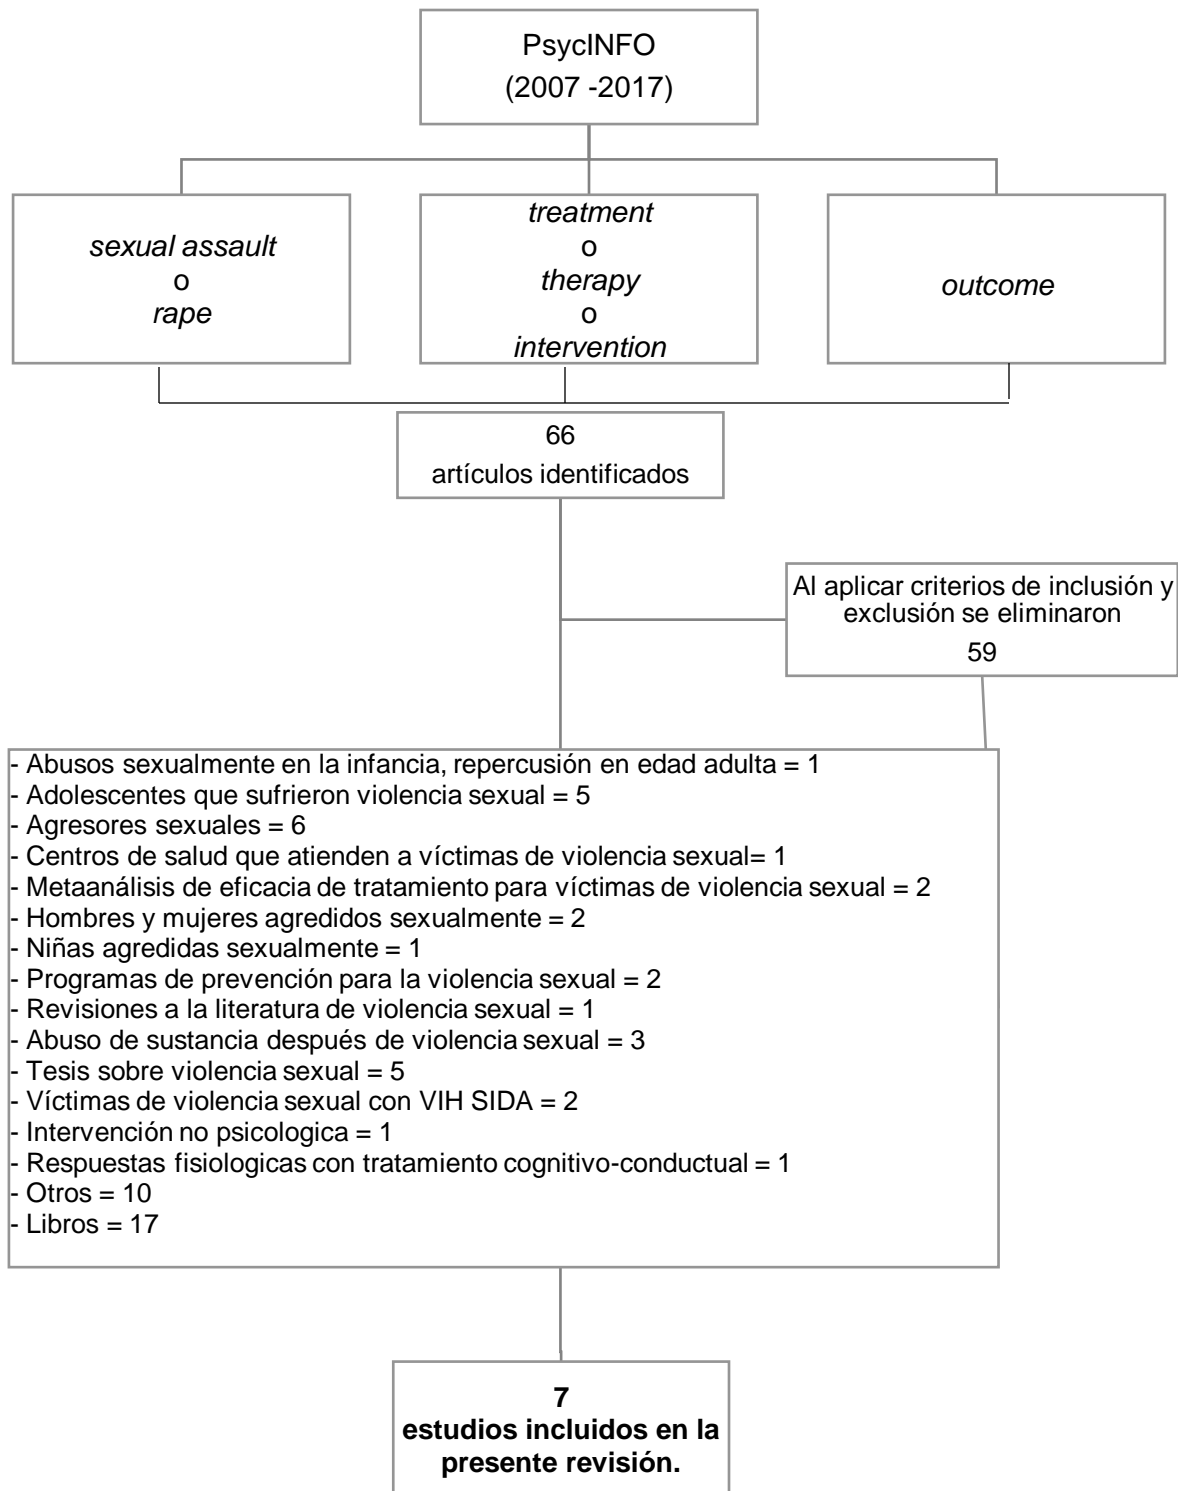 PsycINFO
(2007 -2017)
sexual assault
o
rape
treatment
o
therapy
o
intervention
outcome
66
artículos identificados
Al aplicar criterios de inclusión y
exclusión se eliminaron
59
- Abusos sexualmente en la infancia, repercusión en edad adulta = 1
- Adolescentes que sufrieron violencia sexual = 5
- Agresores sexuales = 6
- Centros de salud que atienden a víctimas de violencia sexual= 1
- Metaanálisis de eficacia de tratamiento para víctimas de violencia sexual = 2
- Hombres y mujeres agredidos sexualmente = 2
- Niñas agredidas sexualmente = 1
- Programas de prevención para la violencia sexual = 2
- Revisiones a la literatura de violencia sexual = 1
- Abuso de sustancia después de violencia sexual = 3
- Tesis sobre violencia sexual = 5
- Víctimas de violencia sexual con VIH SIDA = 2
- Intervención no psicologica = 1
- Respuestas fisiologicas con tratamiento cognitivo-conductual = 1
- Otros = 10
- Libros = 17
7
estudios incluidos en la
presente revisión.